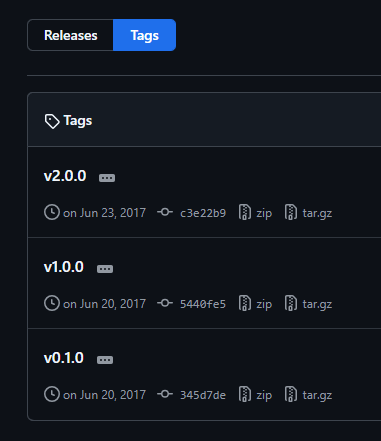 Releases Tags
Tags
v2.0.0
on Jun 23, 2017 c3e22b9 zip tar.gz
v1.0.0
on Jun 20, 2017 5440fe5 zip tar.gz
v0.1.0
on Jun 20, 2017 345d7de zip tar.gz